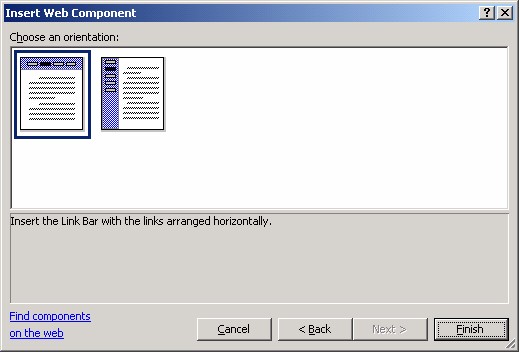 Insert Web Component
Choose an orientation:
Insert the Link Bar with the links arranged horizontally.
Find components
on the web
Cancel
< Back
Next >
Finish